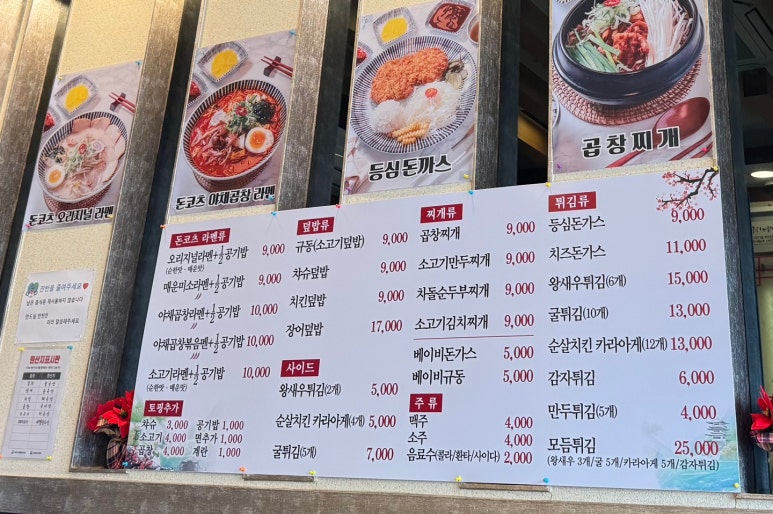 돈코츠 오리지널 라멘
돈코츠 야채곱창 라멘
등심돈까스
곱창찌개
돈코츠 라멘류
오리지널라멘+½공기밥 9,000
(순한맛·매운맛)
매운미소라멘+½공기밥 9,000
〃
야채곱창라멘+½공기밥 10,000
〃
야채곱창볶음면+½공기밥 10,000
〃
소고기라멘+½공기밥 10,000
(순한맛·매운맛)
토핑추가
차슈 3,000 공기밥 1,000
소고기 4,000 면추가 1,000
곱창 4,000 계란 1,000
덮밥류
규동(소고기덮밥) 9,000
차슈덮밥 9,000
치킨덮밥 9,000
장어덮밥 17,000
사이드
왕새우튀김(2개) 5,000
순살치킨 카라아게(4개) 5,000
굴튀김(5개) 7,000
찌개류
곱창찌개 9,000
소고기만두찌개 9,000
차돌순두부찌개 9,000
소고기김치찌개 9,000
베이비돈가스 5,000
베이비규동 5,000
주 류
맥주 4,000
소주 4,000
음료수(콜라/환타/사이다) 2,000
튀김류
등심돈가스 9,000
치즈돈가스 11,000
왕새우튀김(6개) 15,000
굴튀김(10개) 13,000
순살치킨 카라아게(12개) 13,000
감자튀김 6,000
만두튀김(5개) 4,000
모듬튀김 25,000
(왕새우 3개/굴 5개/카라아게 5개/감자튀김)
원산지표시판